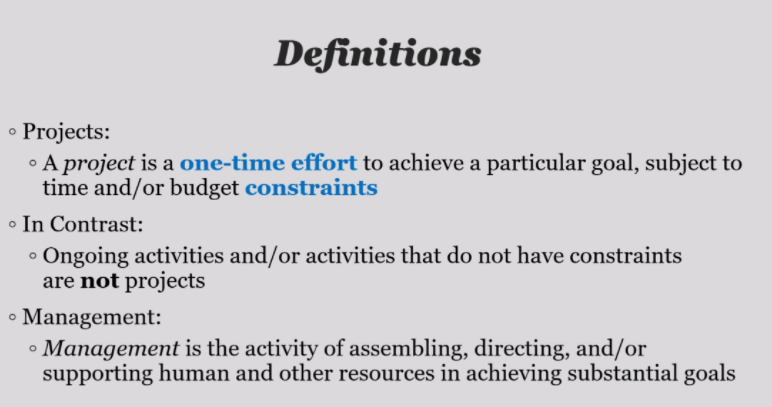 Definitions
◦ Projects:
◦ A project is a one-time effort to achieve a particular goal, subject to
time and/or budget constraints
◦ In Contrast:
◦ Ongoing activities and/or activities that do not have constraints
are not projects
◦ Management:
◦ Management is the activity of assembling, directing, and/or
supporting human and other resources in achieving substantial goals